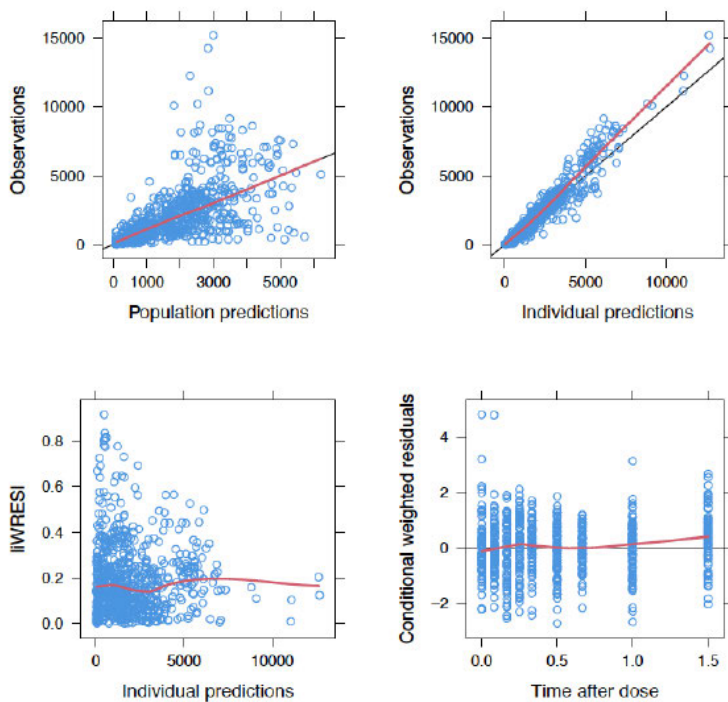 15000
10000
5000
0
Observations
0 1000 3000 5000
Population predictions
15000
10000
5000
0
Observations
0 5000 10000
Individual predictions
0.8
0.6
0.4
0.2
0.0
|iWRES|
0 5000 10000
Individual predictions
4
2
0
−2
Conditional weighted residuals
0.0 0.5 1.0 1.5
Time after dose